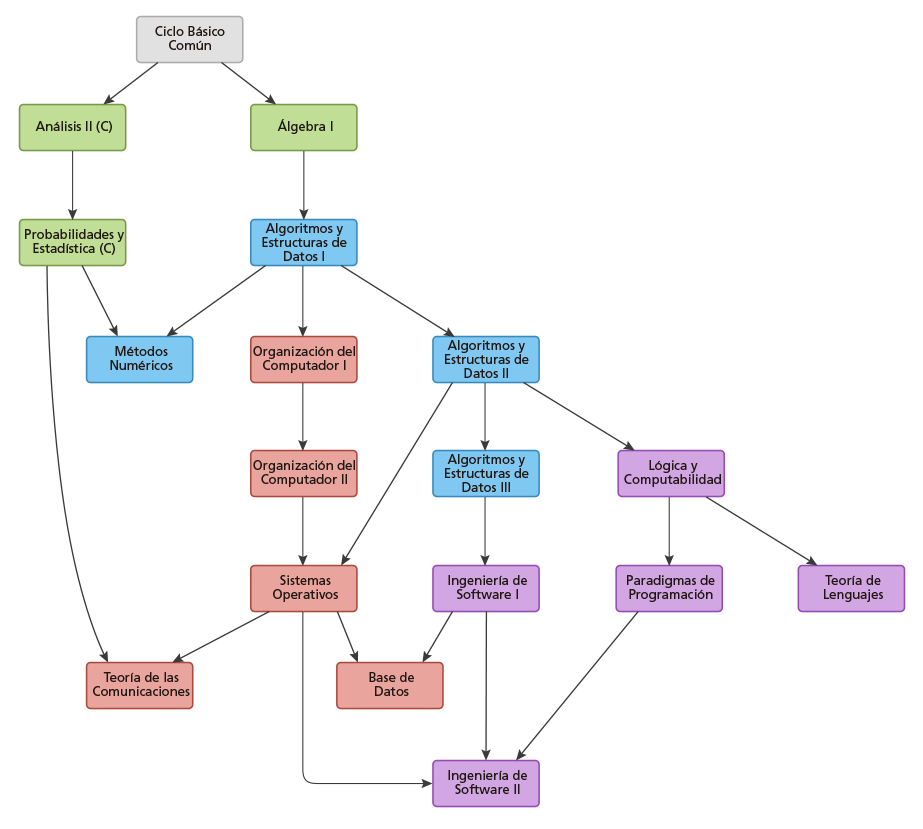 Ciclo Básico
Común
Análisis II (C)
Álgebra I
Probabilidades y
Estadística (C)
Algoritmos y
Estructuras de
Datos I
Métodos
Numéricos
Organización del
Computador I
Algoritmos y
Estructuras de
Datos II
Organización del
Computador II
Algoritmos y
Estructuras de
Datos III
Lógica y
Computabilidad
Sistemas
Operativos
Ingeniería de
Software I
Paradigmas de
Programación
Teoría de
Lenguajes
Teoría de las
Comunicaciones
Base de
Datos
Ingeniería de
Software II